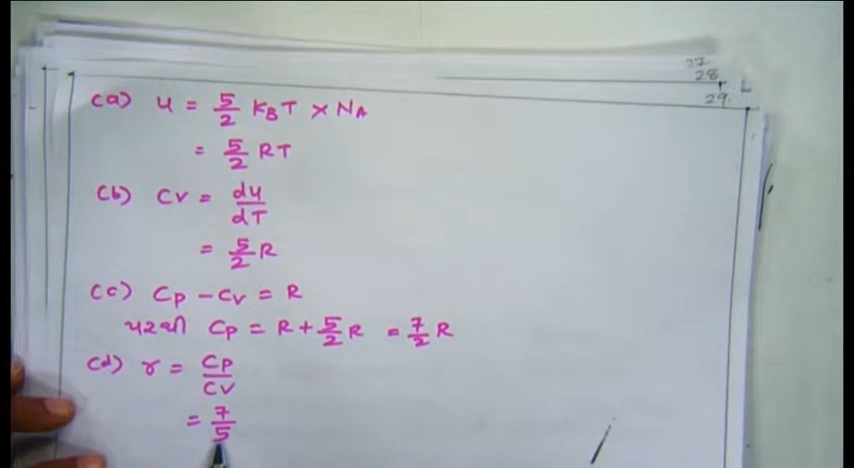 27
28
29.
(a) u = 5/2 KBT × NA
= 5/2 RT
(b) Cv = du/dT
= 5/2 R
(c) Cp - Cv = R
પરથી Cp = R + 5/2 R = 7/2 R
(d) γ = Cp/Cv
= 7/5